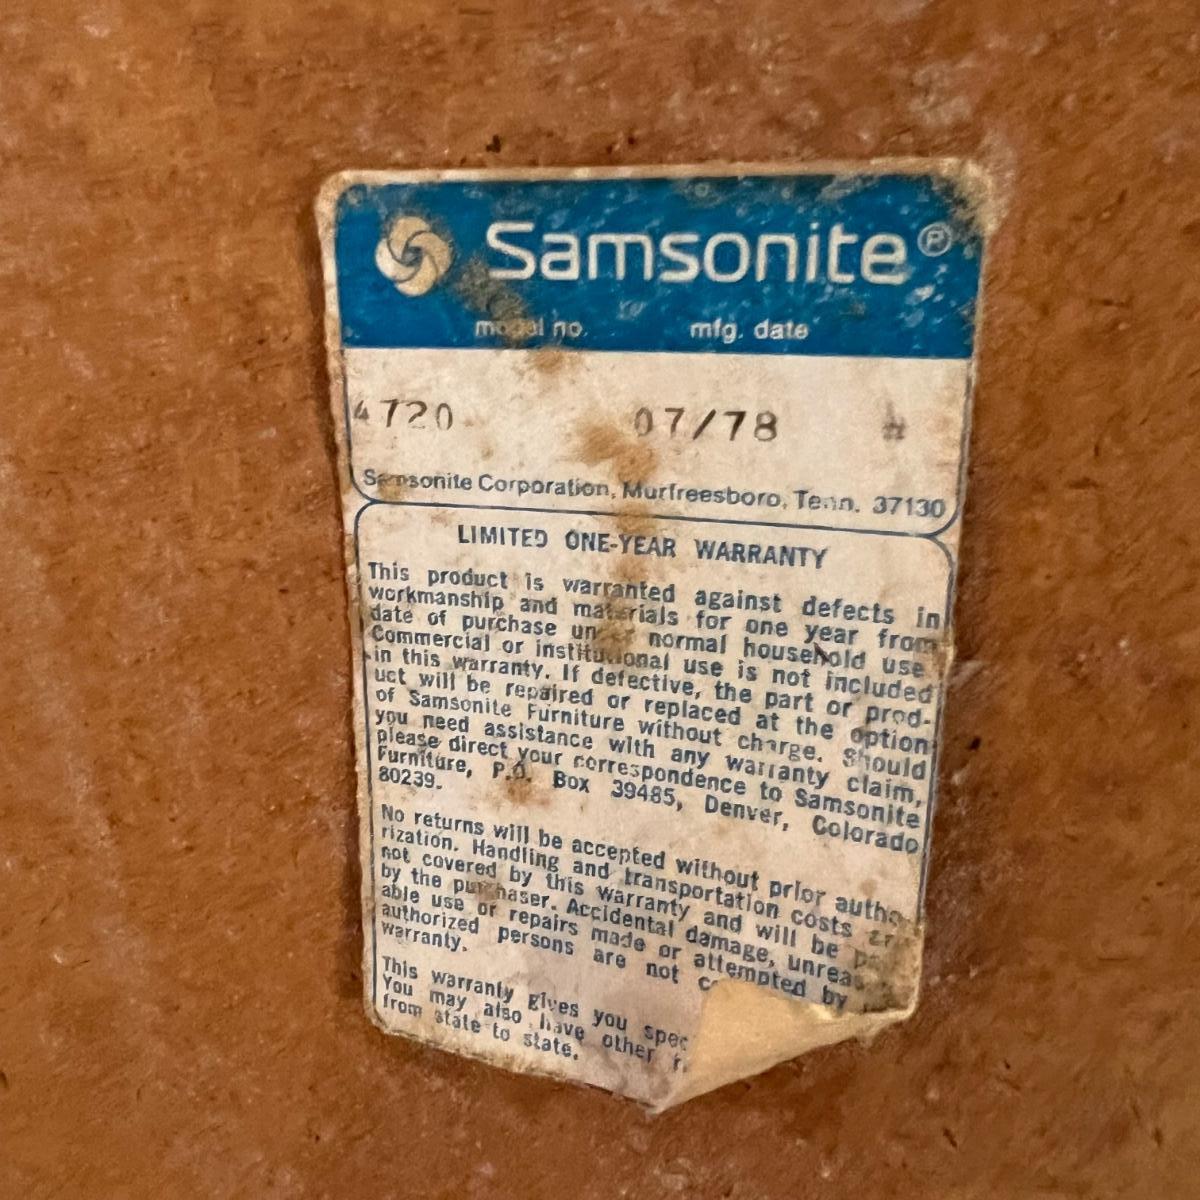 Samsonite®
model no. mfg. date
4720 07/78 #
Samsonite Corporation, Murfreesboro, Tenn. 37130
LIMITED ONE-YEAR WARRANTY
This product is warranted against defects in
workmanship and materials for one year from
date of purchase under normal household use
Commercial or institutional use is not included
in this warranty. If defective, the part or prod-
uct will be repaired or replaced at the option
of Samsonite Furniture without charge. Should
you need assistance with any warranty claim,
please direct your correspondence to Samsonite
Furniture, P.O. Box 39485, Denver, Colorado
80239.
No returns will be accepted without prior autho
rization. Handling and transportation costs ar
not covered by this warranty and will be
by the purchaser. Accidental damage, unreas
able use or repairs made or attempted by
authorized persons are not
warranty.
This warranty gives you spec
You may also have other r
from state to state.